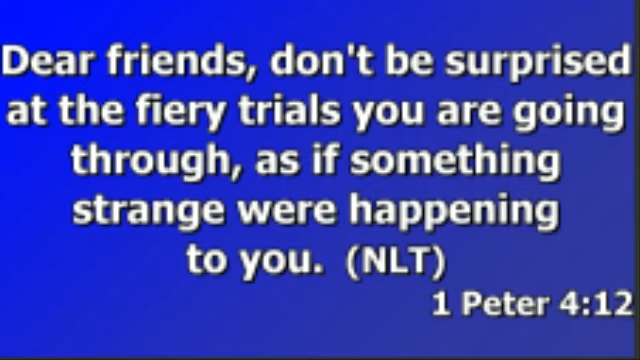 Dear friends, don't be surprised
at the fiery trials you are going
through, as if something
strange were happening
to you.  (NLT)
1 Peter 4:12